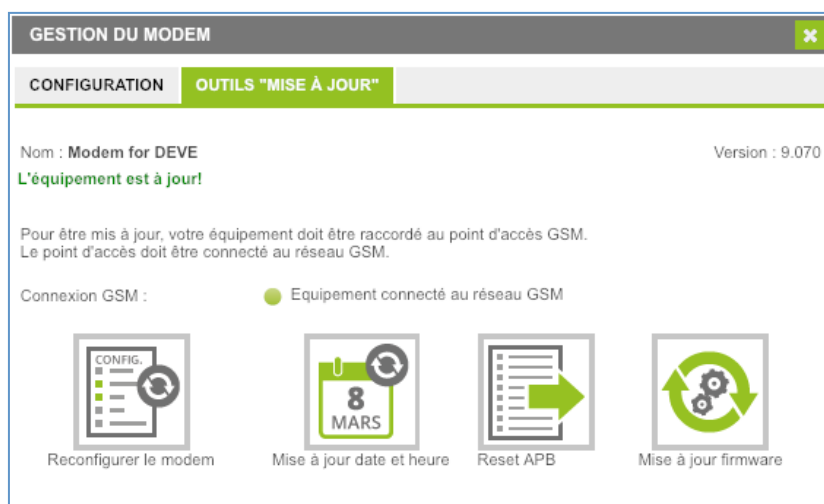 GESTION DU MODEM
CONFIGURATION OUTILS "MISE À JOUR"
Nom : Modem for DEVE Version : 9.070
L'équipement est à jour!
Pour être mis à jour, votre équipement doit être raccordé au point d'accès GSM.
Le point d'accès doit être connecté au réseau GSM.
Connexion GSM : Equipement connecté au réseau GSM
CONFIG.
8
MARS
Reconfigurer le modem Mise à jour date et heure Reset APB Mise à jour firmware